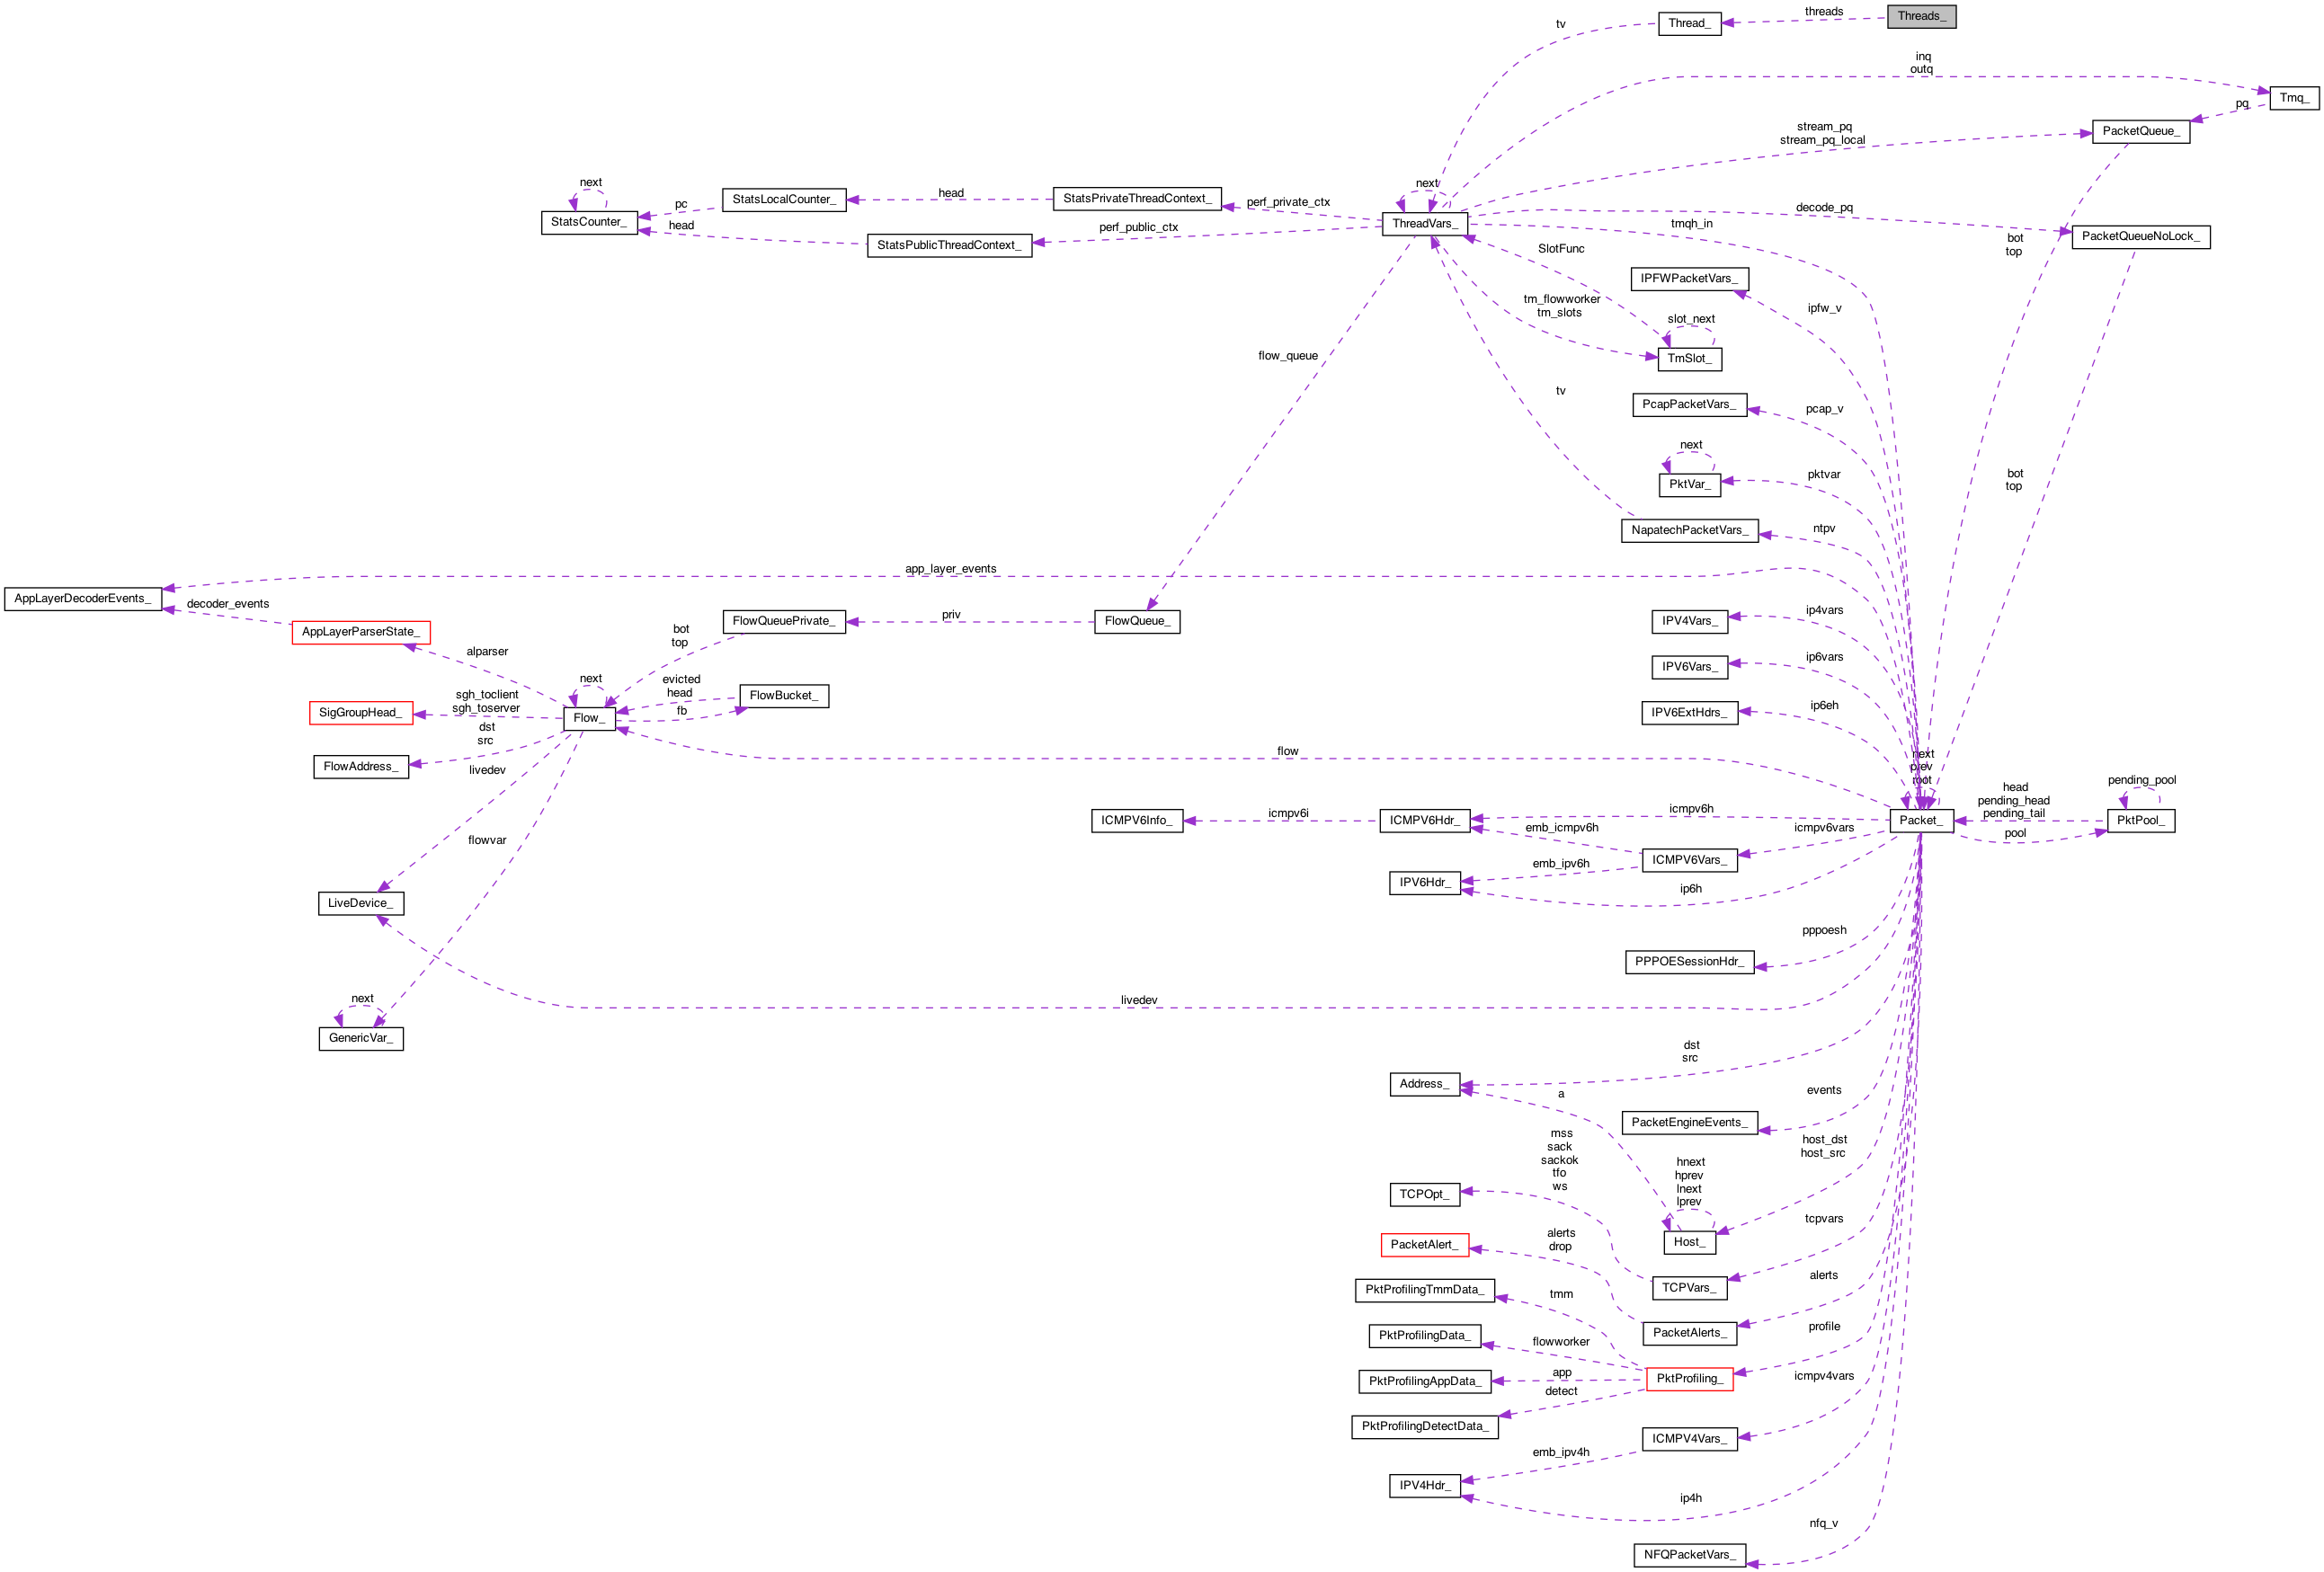 threads
Threads_
Thread_
tv
inq
outq
Tmq_
pq
PacketQueue_
stream_pq
stream_pq_local
next
StatsCounter_
pc
head
StatsLocalCounter_
head
StatsPrivateThreadContext_
StatsPublicThreadContext_
perf_private_ctx
perf_public_ctx
next
ThreadVars_
decode_pq
PacketQueueNoLock_
tmqh_in
bot
top
SlotFunc
IPFWPacketVars_
ipfw_v
tm_flowworker
tm_slots
slot_next
TmSlot_
flow_queue
tv
PcapPacketVars_
pcap_v
next
PktVar_
pktvar
bot
top
NapatechPacketVars_
ntpv
app_layer_events
AppLayerDecoderEvents_
decoder_events
AppLayerParserState_
FlowQueuePrivate_
priv
FlowQueue_
IPV4Vars_
ip4vars
bot
top
alparser
IPV6Vars_
ip6vars
next
evicted
head
fb
FlowBucket_
sgh_toclient
sgh_toserver
SigGroupHead_
Flow_
IPV6ExtHdrs_
ip6eh
dst
src
FlowAddress_
livedev
flow
next
prev
root
head
pending_head
pending_tail
pending_pool
Packet_
pool
PktPool_
ICMPV6Info_
icmpv6i
ICMPV6Hdr_
icmpv6h
emb_icmpv6h
icmpv6vars
flowvar
ICMPV6Vars_
emb_ipv6h
IPV6Hdr_
ip6h
LiveDevice_
PPPOESessionHdr_
pppoesh
livedev
next
GenericVar_
dst
src
Address_
a
events
PacketEngineEvents_
mss
sack
sackok
tfo
ws
host_dst
host_src
hnext
hprev
lnext
lprev
TCPOpt_
Host_
tcpvars
alerts
drop
PacketAlert_
TCPVars_
alerts
PktProfilingTmmData_
tmm
PacketAlerts_
profile
PktProfilingData_
flowworker
PktProfilingAppData_
app
PktProfiling_
icmpv4vars
detect
PktProfilingDetectData_
ICMPV4Vars_
emb_ipv4h
IPV4Hdr_
ip4h
nfq_v
NFQPacketVars_